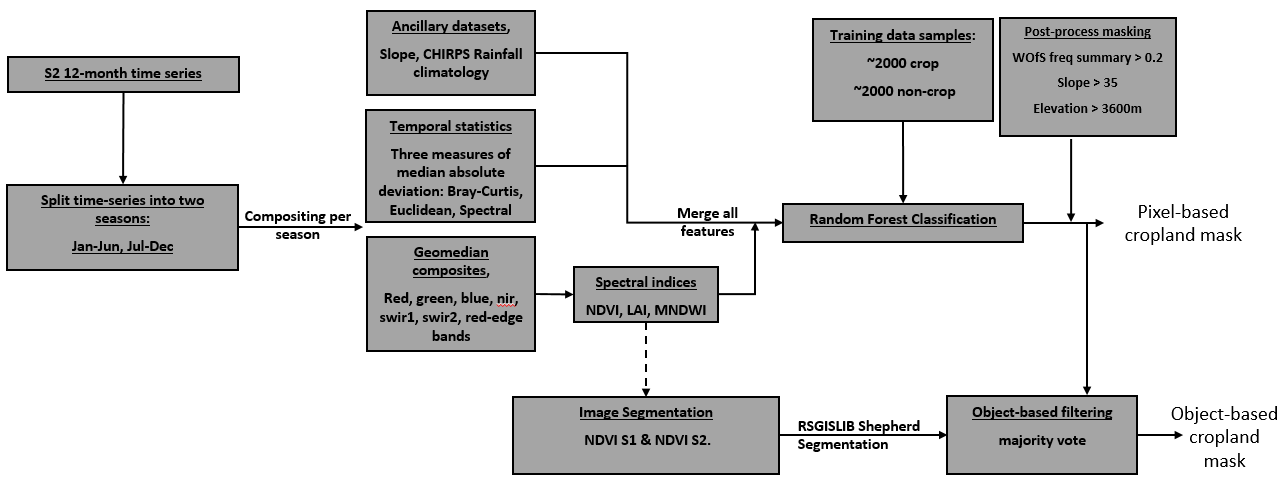 S2 12-month time series
Split time-series into two
seasons:
Jan-Jun, Jul-Dec
Compositing per
season
Ancillary datasets,
Slope, CHIRPS Rainfall
climatology
Temporal statistics
Three measures of
median absolute
deviation: Bray-Curtis,
Euclidean, Spectral
Geomedian
composites,
Red, green, blue, nir,
swir1, swir2, red-edge
bands
Spectral indices
NDVI, LAI, MNDWI
Merge all
features
Training data samples:
~2000 crop
~2000 non-crop
Post-process masking
WOfS freq summary > 0.2
Slope > 35
Elevation > 3600m
Random Forest Classification
Pixel-based
cropland mask
Image Segmentation
NDVI S1 & NDVI S2.
RSGISLIB Shepherd
Segmentation
Object-based filtering
majority vote
Object-based
cropland
mask